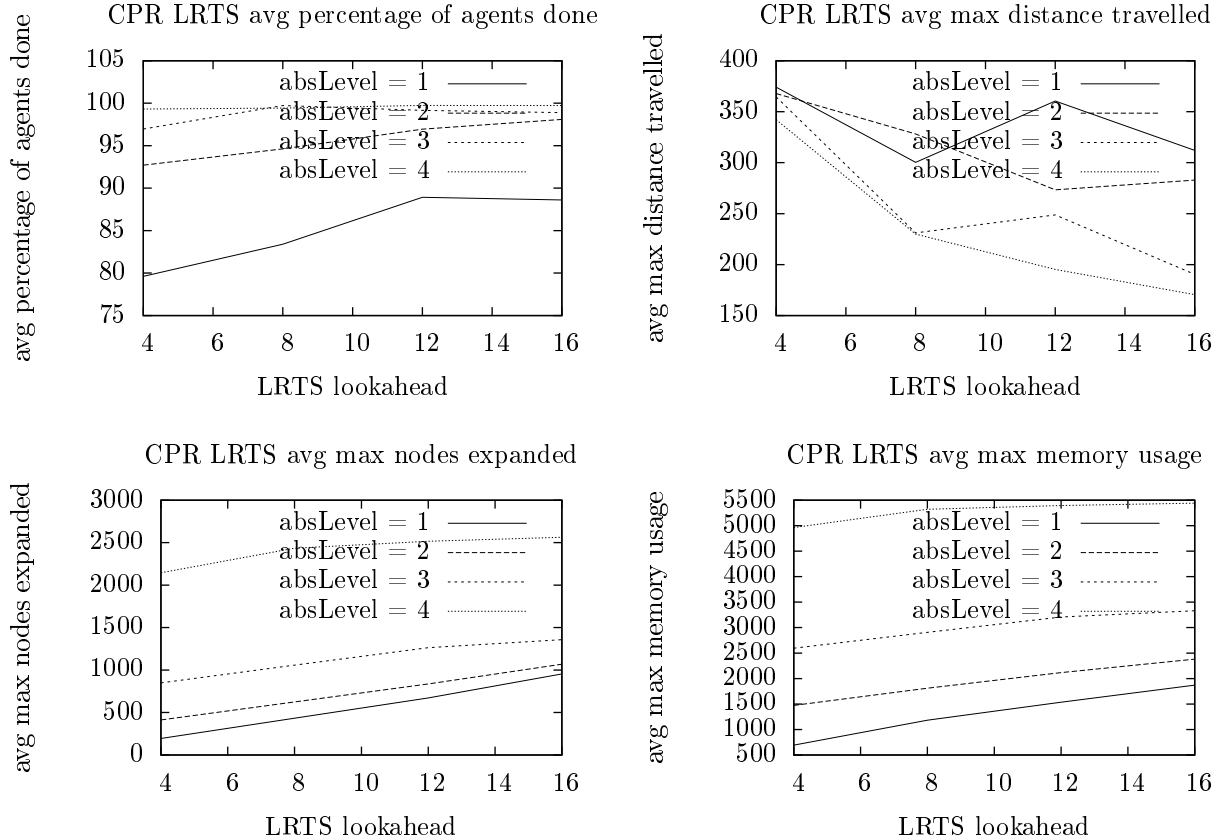 CPR LRTS avg percentage of agents done
avg percentage of agents done
105
100
95
90
85
80
75
absLevel = 1
absLevel = 2
absLevel = 3
absLevel = 4
4 6 8 10 12 14 16
LRTS lookahead
CPR LRTS avg max distance travelled
avg max distance travelled
400
350
300
250
200
150
absLevel = 1
absLevel = 2
absLevel = 3
absLevel = 4
4 6 8 10 12 14 16
LRTS lookahead
CPR LRTS avg max nodes expanded
avg max nodes expanded
3000
2500
2000
1500
1000
500
0
absLevel = 1
absLevel = 2
absLevel = 3
absLevel = 4
4 6 8 10 12 14 16
LRTS lookahead
CPR LRTS avg max memory usage
avg max memory usage
5500
5000
4500
4000
3500
3000
2500
2000
1500
1000
500
absLevel = 1
absLevel = 2
absLevel = 3
absLevel = 4
4 6 8 10 12 14 16
LRTS lookahead